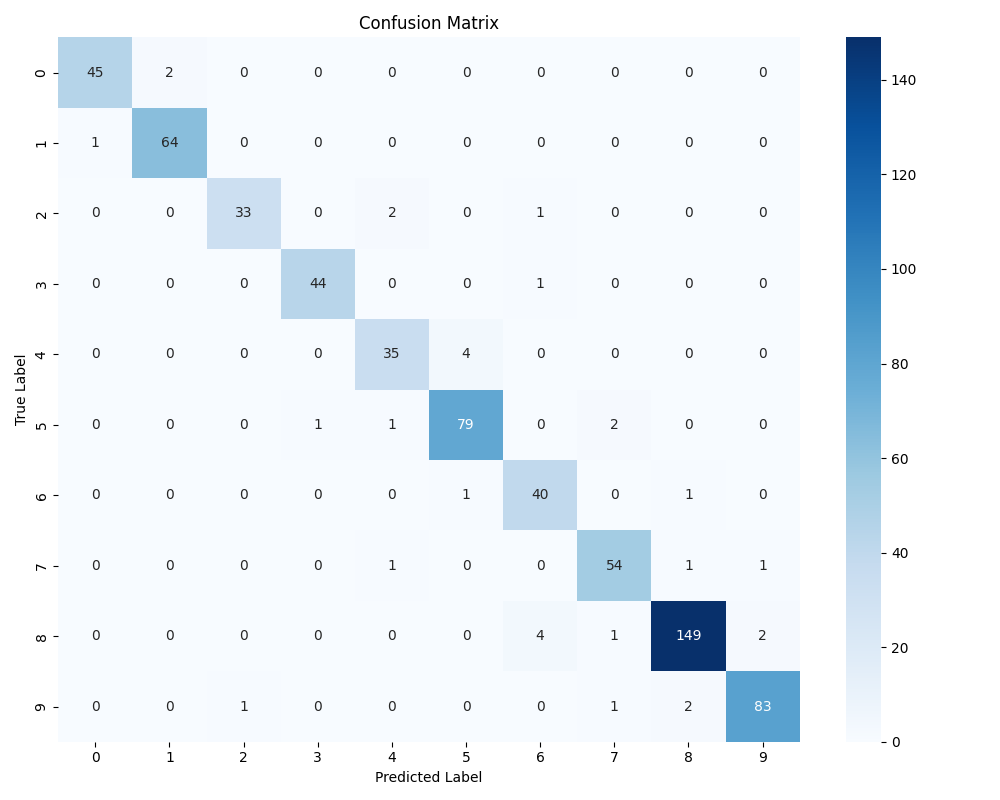 Confusion Matrix
0 45 2 0 0 0 0 0 0 0 0
1 1 64 0 0 0 0 0 0 0 0
2 0 0 33 0 2 0 1 0 0 0
3 0 0 0 44 0 0 1 0 0 0
4 0 0 0 0 35 4 0 0 0 0
5 0 0 0 1 1 79 0 2 0 0
6 0 0 0 0 0 1 40 0 1 0
7 0 0 0 0 1 0 0 54 1 1
8 0 0 0 0 0 0 4 1 149 2
9 0 0 1 0 0 0 0 1 2 83
0 1 2 3 4 5 6 7 8 9
Predicted Label
True Label
140
120
100
80
60
40
20
0